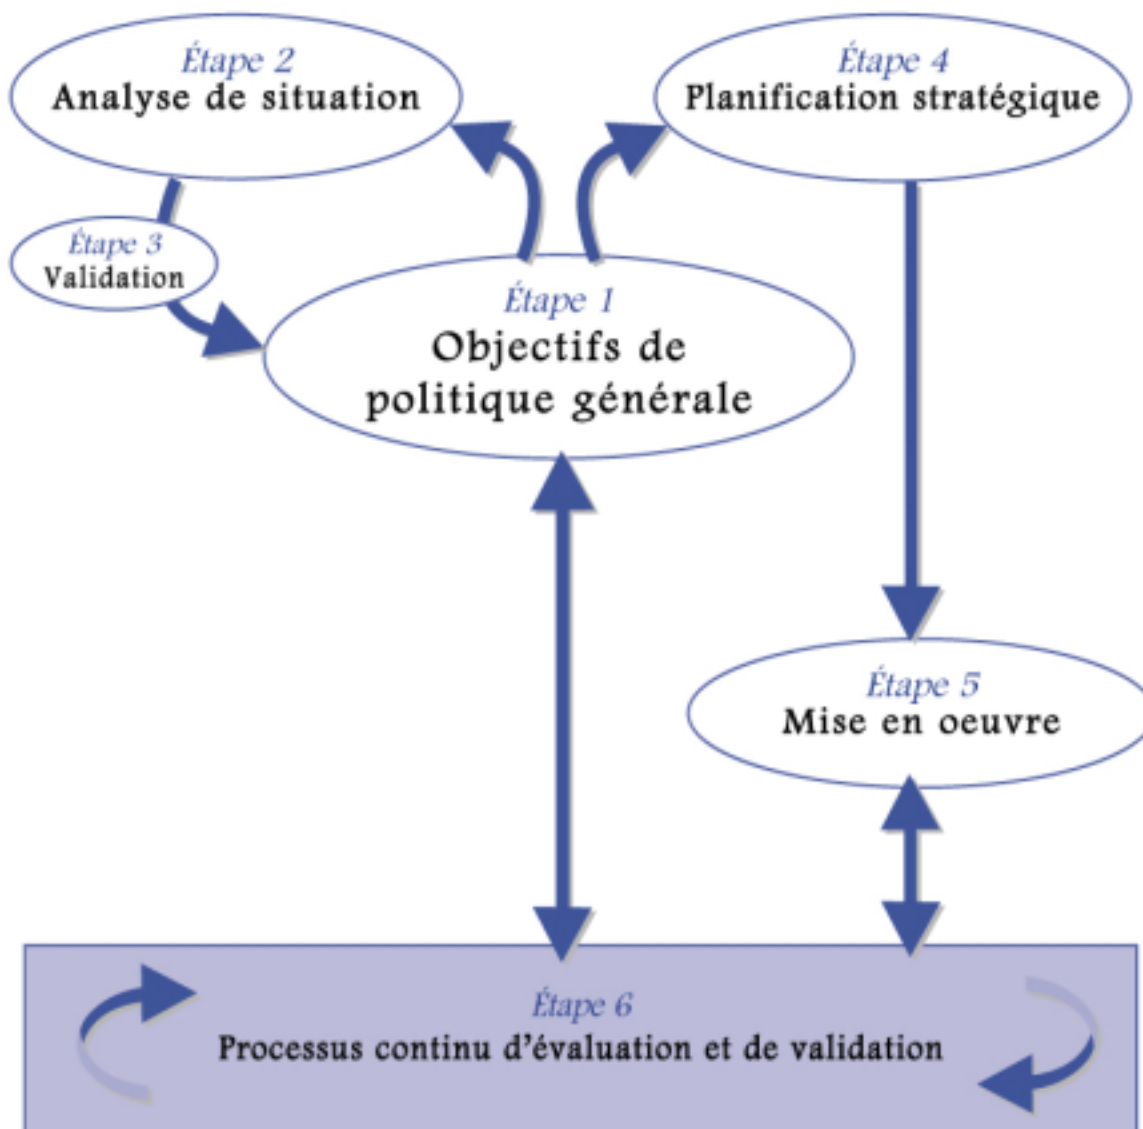 Étape 2
Analyse de situation
Étape 4
Planification stratégique
Étape 3
Validation
Étape 1
Objectifs de
politique générale
Étape 5
Mise en oeuvre
Étape 6
Processus continu d'évaluation et de validation